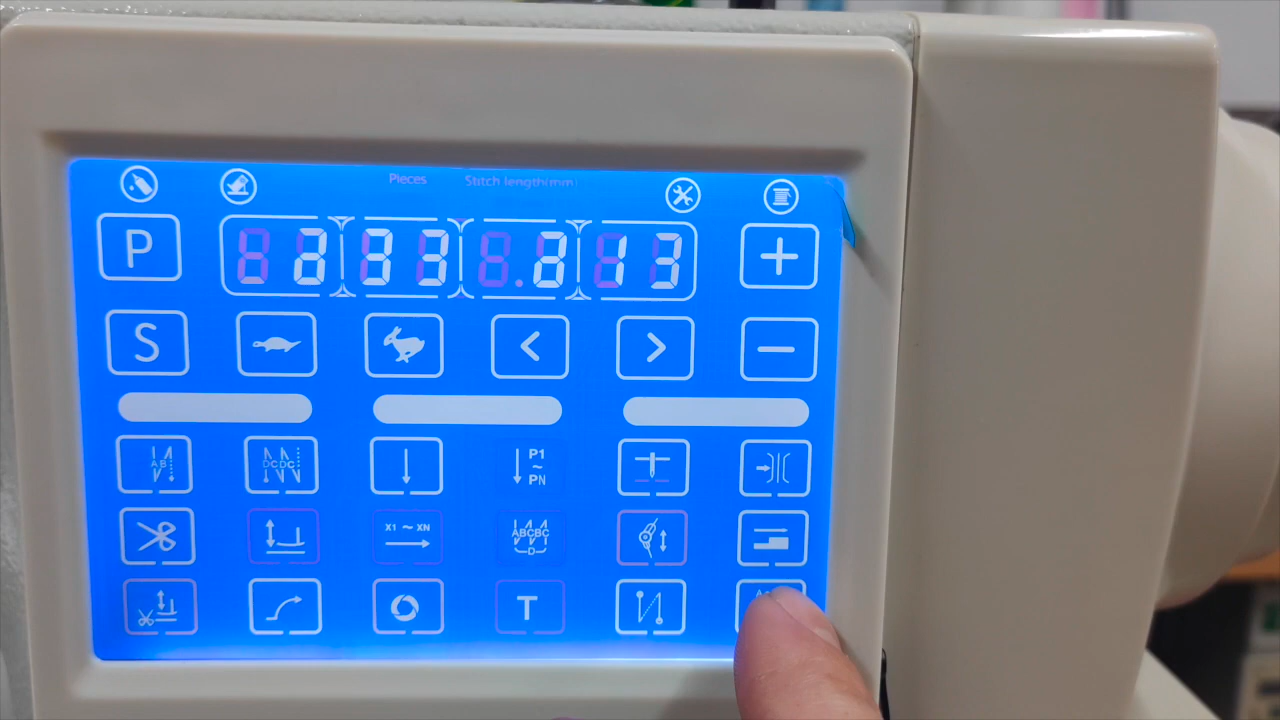 Pieces Stitch length(mm)
P
+
S < > −
AB DCDC P1
~
PN
X1 ~ XN ABCBC
D
T